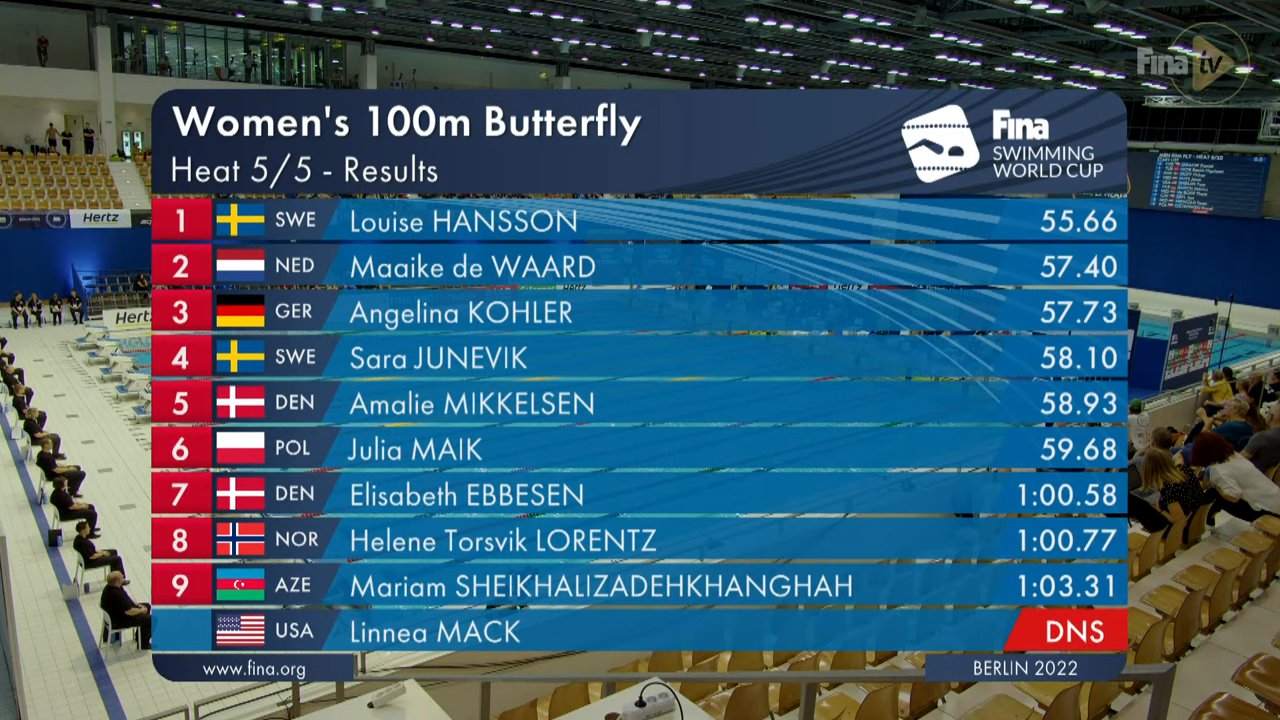 Fina tv
Women's 100m Butterfly
Heat 5/5 - Results
Fina
SWIMMING
WORLD CUP
1 SWE Louise HANSSON 55.66
2 NED Maaike de WAARD 57.40
3 GER Angelina KOHLER 57.73
4 SWE Sara JUNEVIK 58.10
5 DEN Amalie MIKKELSEN 58.93
6 POL Julia MAIK 59.68
7 DEN Elisabeth EBBESEN 1:00.58
8 NOR Helene Torsvik LORENTZ 1:00.77
9 AZE Mariam SHEIKHALIZADEHKHANGHAH 1:03.31
USA Linnea MACK DNS
www.fina.org
BERLIN 2022
Hertz
Hertz